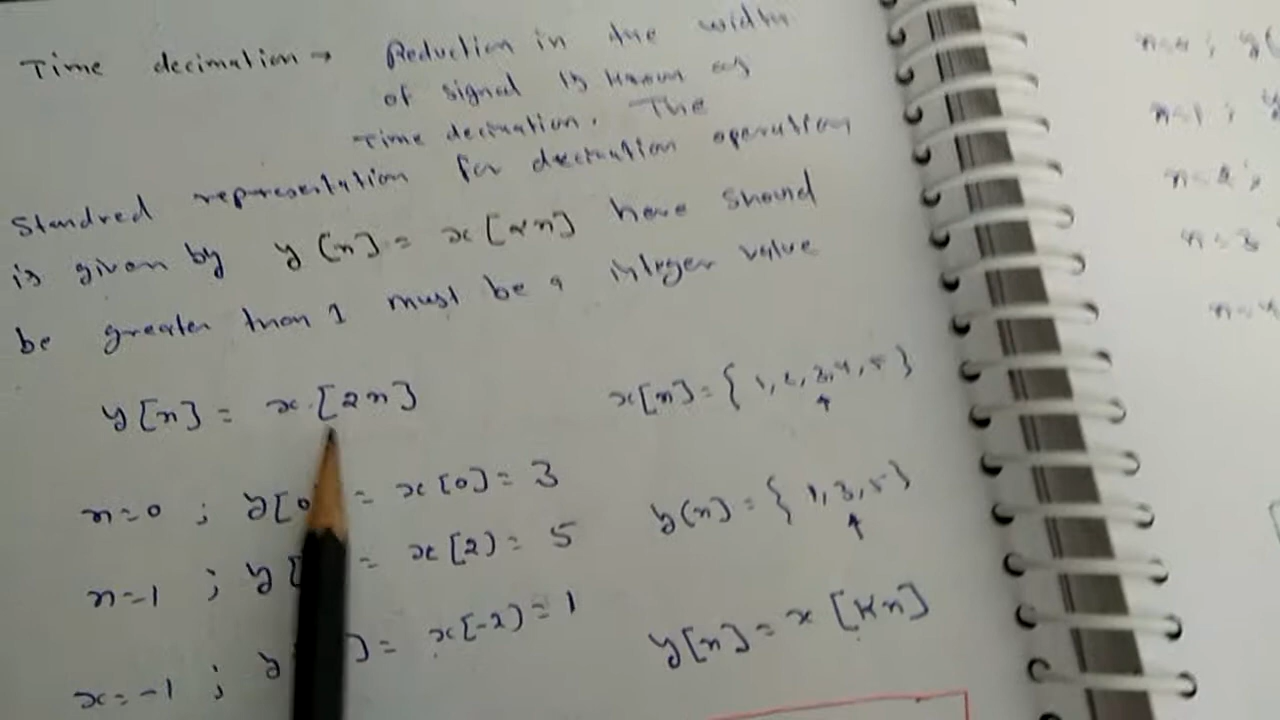 Time decimation → Reduction in the width
of signal is known as
Time decimation. The
Standred representation for decimation operation
is given by y[n] = x[αn] here should
be greater than 1 must be a integer value
y[n] = x[2n]
x[n] = { 1, 2, 3, 4, 5 }
↑
n=0 ; y[0 = x[0] = 3
y(n) = { 1, 3, 5 }
↑
n=1 ; y[ = x[2) = 5
x=-1 ; y ] = x[-2) = 1
y[n] = x [Kn]
n=1 ;
n=2 ;
n=3